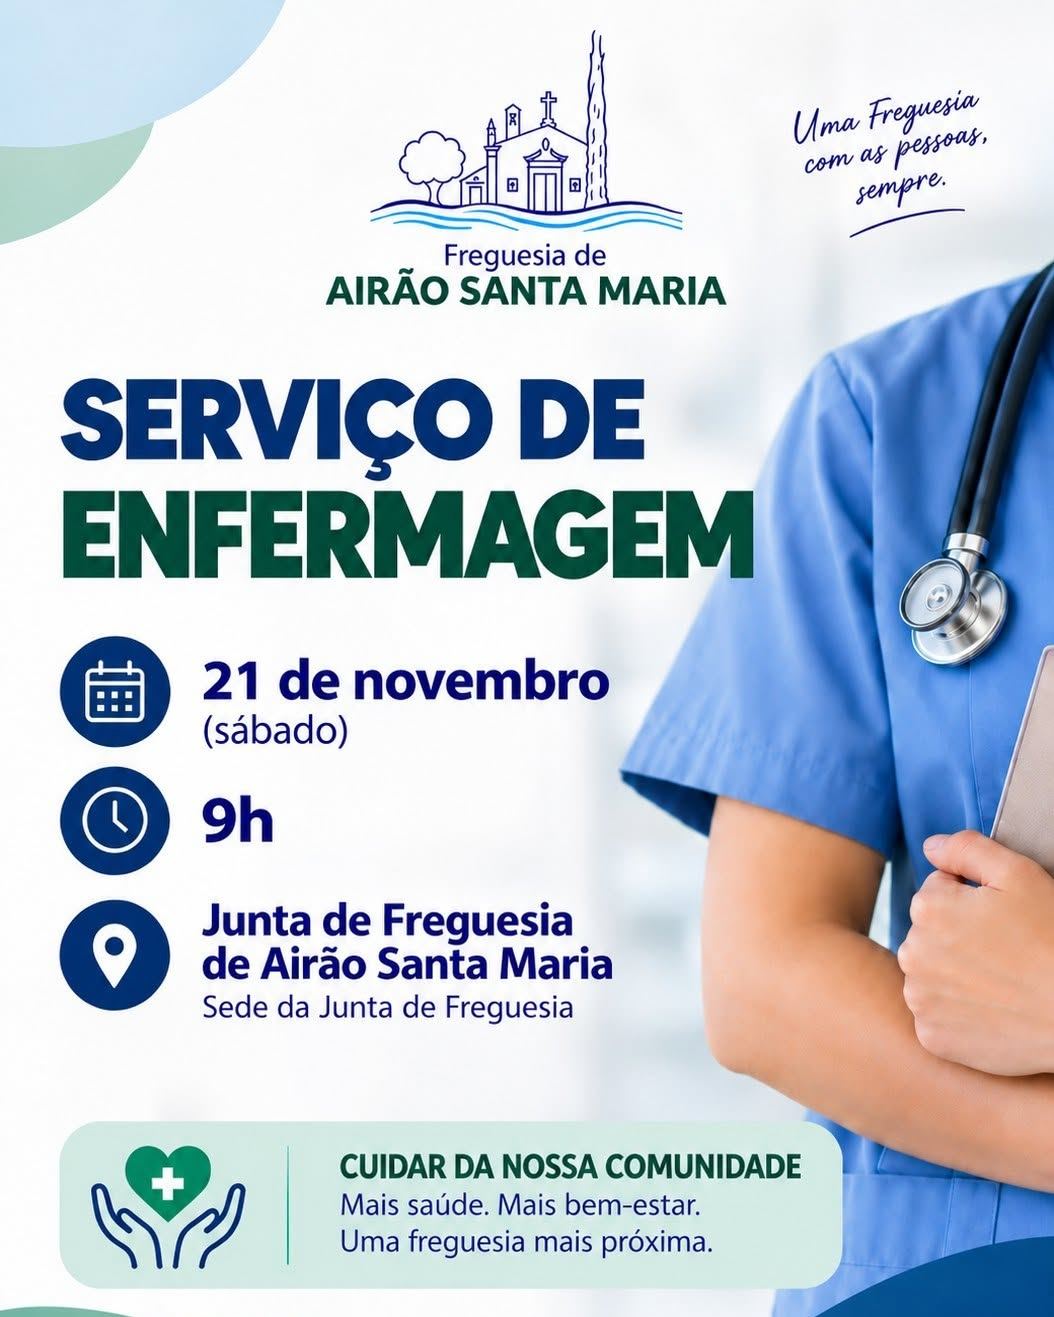 Uma Freguesia
com as pessoas,
sempre.
Freguesia de
AIRÃO SANTA MARIA
SERVIÇO DE
ENFERMAGEM
21 de novembro
(sábado)
9h
Junta de Freguesia
de Airão Santa Maria
Sede da Junta de Freguesia
CUIDAR DA NOSSA COMUNIDADE
Mais saúde. Mais bem-estar.
Uma freguesia mais próxima.